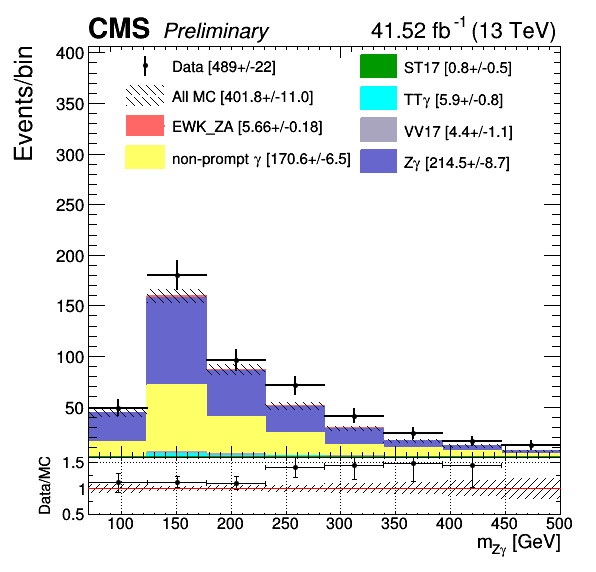 CMS Preliminary 41.52 fb⁻¹ (13 TeV)
Events/bin
400
350
300
250
200
150
100
50
Data [489+/-22]
All MC [401.8+/-11.0]
EWK_ZA [5.66+/-0.18]
non-prompt γ [170.6+/-6.5]
ST17 [0.8+/-0.5]
TTγ [5.9+/-0.8]
VV17 [4.4+/-1.1]
Zγ [214.5+/-8.7]
Data/MC
1.5
1
0.5
100 150 200 250 300 350 400 450 500
m_Zγ [GeV]